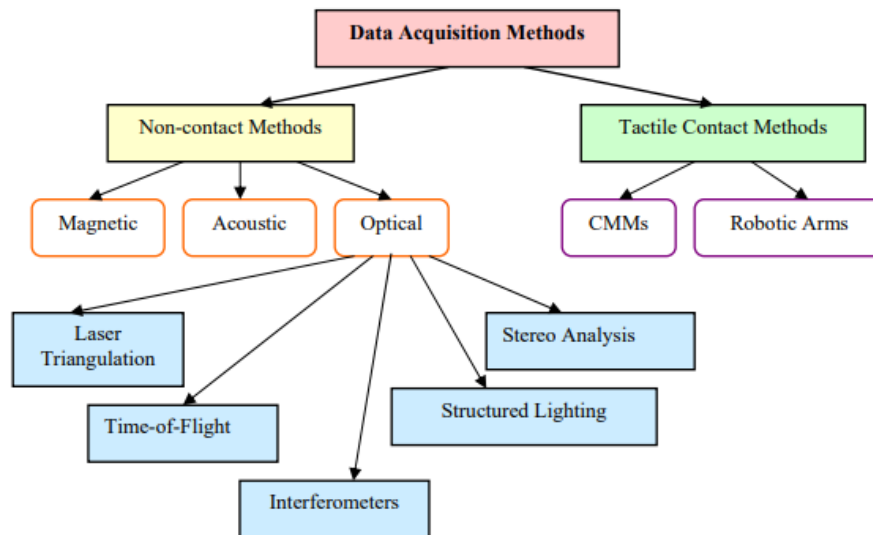 Data Acquisition Methods
Non-contact Methods
Tactile Contact Methods
Magnetic
Acoustic
Optical
CMMs
Robotic Arms
Laser
Triangulation
Stereo Analysis
Time-of-Flight
Structured Lighting
Interferometers